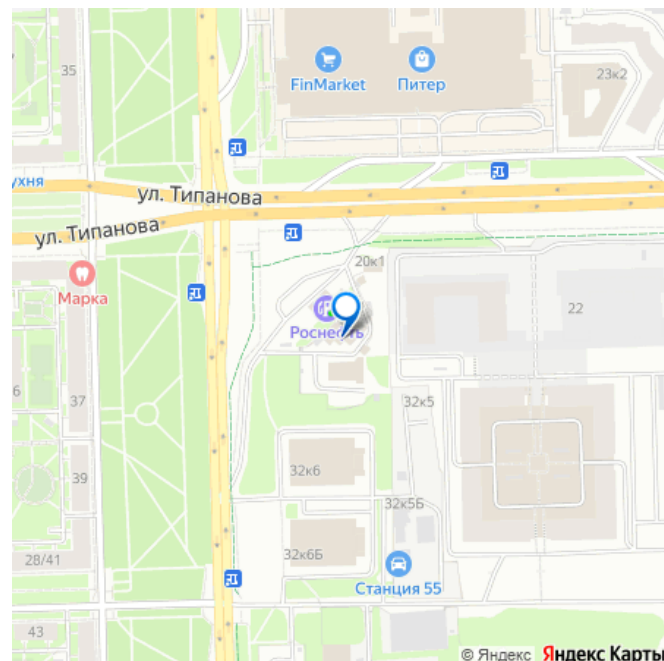 35
FinMarket
Питер
23к2
ухня
ул. Типанова
ул. Типанова
20к1
Марка
22
Роснефть
6
37
32к5
39
32к6
32к5Б
28/41
32к6Б
Станция 55
43
© Яндекс Яндекс Карты